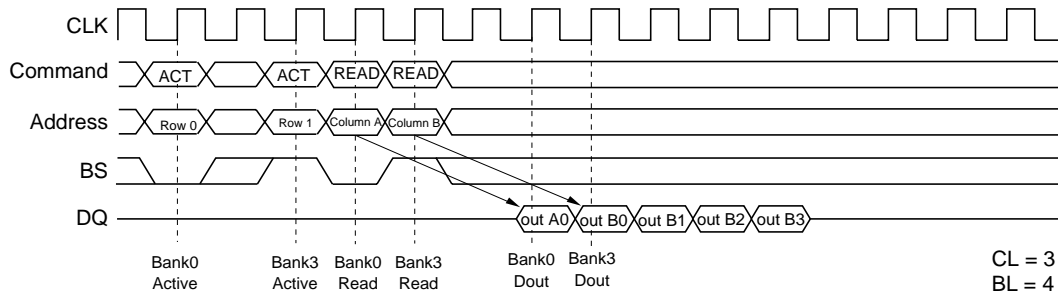 CLK
Command ACT ACT READ READ
Address Row 0 Row 1 Column A Column B
BS
DQ out A0 out B0 out B1 out B2 out B3
Bank0 Active
Bank3 Active
Bank0 Read
Bank3 Read
Bank0 Dout
Bank3 Dout
CL = 3
BL = 4